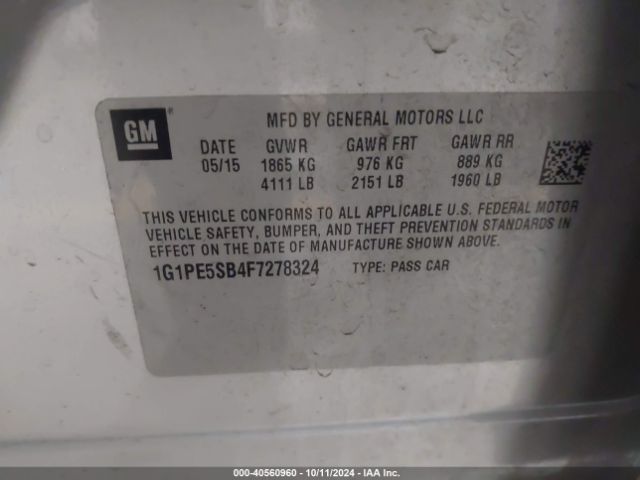 GM ®
MFD BY GENERAL MOTORS LLC
DATE GVWR GAWR FRT GAWR RR
05/15 1865 KG 976 KG 889 KG
4111 LB 2151 LB 1960 LB
THIS VEHICLE CONFORMS TO ALL APPLICABLE U.S. FEDERAL MOTOR
VEHICLE SAFETY, BUMPER, AND THEFT PREVENTION STANDARDS IN
EFFECT ON THE DATE OF MANUFACTURE SHOWN ABOVE.
1G1PE5SB4F7278324 TYPE: PASS CAR
000-40560960 - 10/11/2024 - IAA Inc.